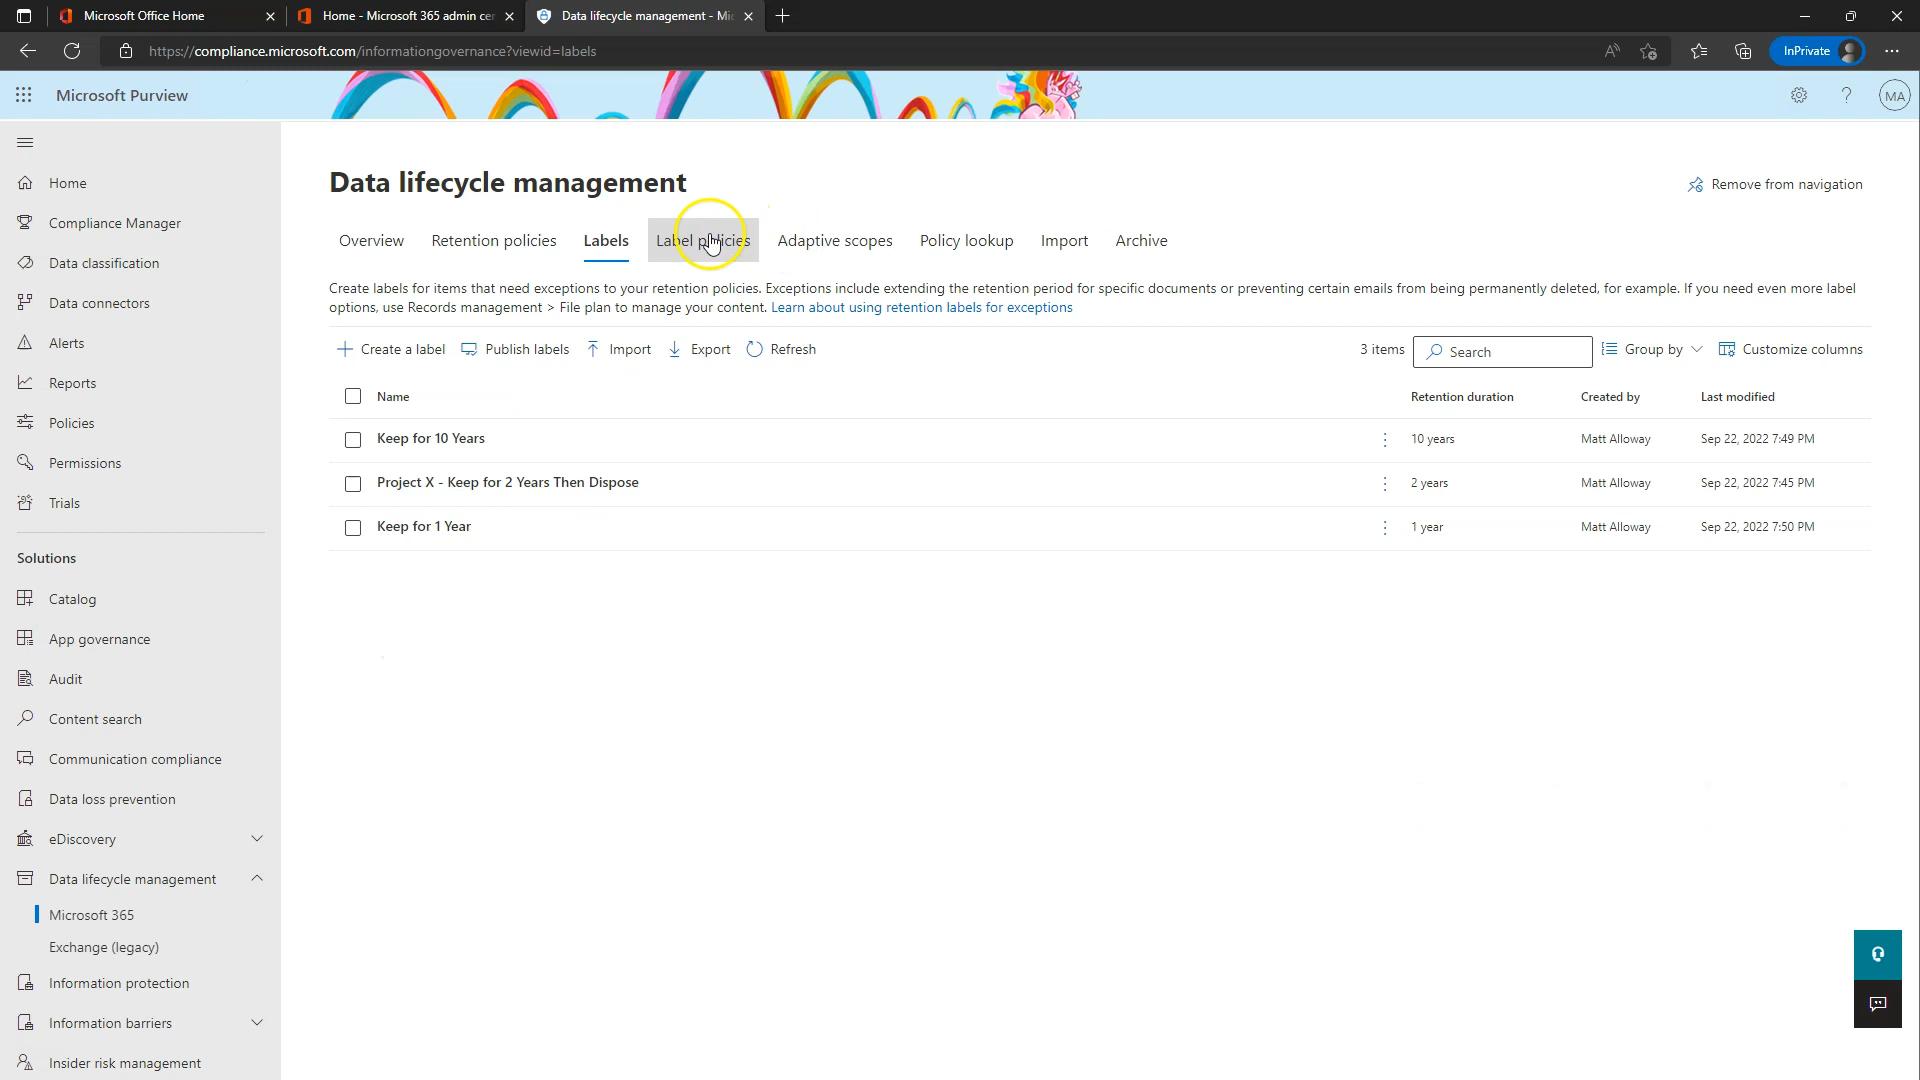 Microsoft Office Home
Home - Microsoft 365 admin cer
Data lifecycle management - Mic
https://compliance.microsoft.com/informationgovernance?viewid=labels
InPrivate
Microsoft Purview
MA
Home
Compliance Manager
Data classification
Data connectors
Alerts
Reports
Policies
Permissions
Trials
Solutions
Catalog
App governance
Audit
Content search
Communication compliance
Data loss prevention
eDiscovery
Data lifecycle management
Microsoft 365
Exchange (legacy)
Information protection
Information barriers
Insider risk management
Data lifecycle management
Remove from navigation
Overview Retention policies Labels Label policies Adaptive scopes Policy lookup Import Archive
Create labels for items that need exceptions to your retention policies. Exceptions include extending the retention period for specific documents or preventing certain emails from being permanently deleted, for example. If you need even more label
options, use Records management > File plan to manage your content. Learn about using retention labels for exceptions
Create a label Publish labels Import Export Refresh 3 items Search Group by Customize columns
Name Retention duration Created by Last modified
Keep for 10 Years 10 years Matt Alloway Sep 22, 2022 7:49 PM
Project X - Keep for 2 Years Then Dispose 2 years Matt Alloway Sep 22, 2022 7:45 PM
Keep for 1 Year 1 year Matt Alloway Sep 22, 2022 7:50 PM